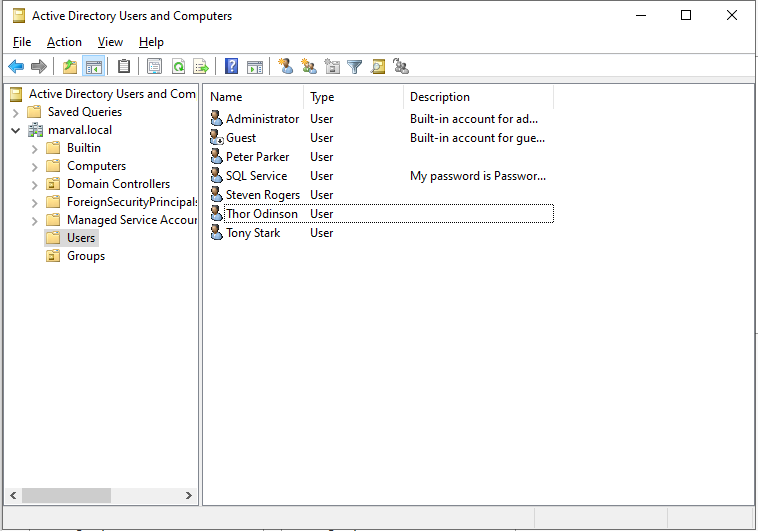 Active Directory Users and Computers
File Action View Help
Active Directory Users and Com
Saved Queries
marval.local
Builtin
Computers
Domain Controllers
ForeignSecurityPrincipals
Managed Service Accour
Users
Groups
Name Type Description
Administrator User Built-in account for ad...
Guest User Built-in account for gue...
Peter Parker User
SQL Service User My password is Passwor...
Steven Rogers User
Thor Odinson User
Tony Stark User